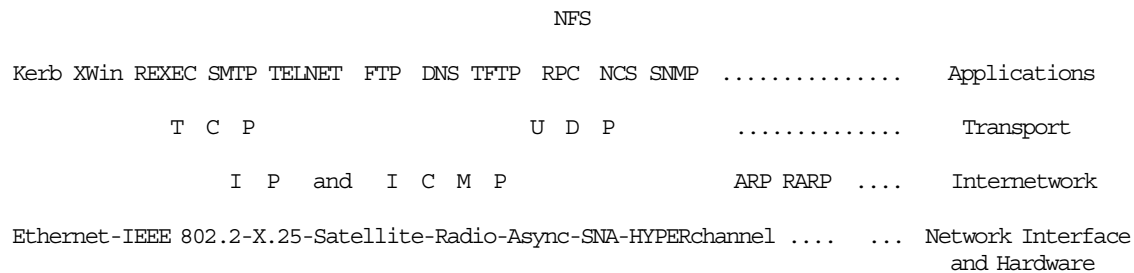 NFS
Kerb XWin REXEC SMTP TELNET FTP DNS TFTP RPC NCS SNMP ............... Applications
T C P U D P .............. Transport
I P and I C M P ARP RARP .... Internetwork
Ethernet-IEEE 802.2-X.25-Satellite-Radio-Async-SNA-HYPERchannel .... ... Network Interface
and Hardware